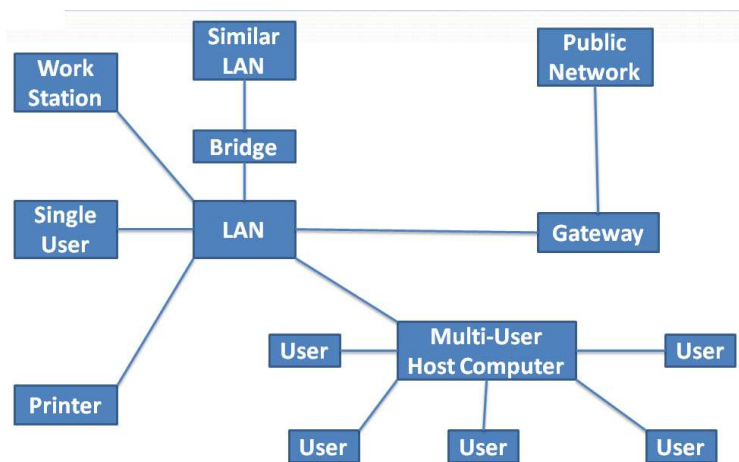 Similar
LAN
Public
Network
Work
Station
Bridge
Single
User
LAN
Gateway
Multi-User
Host Computer
User
User
Printer
User
User
User